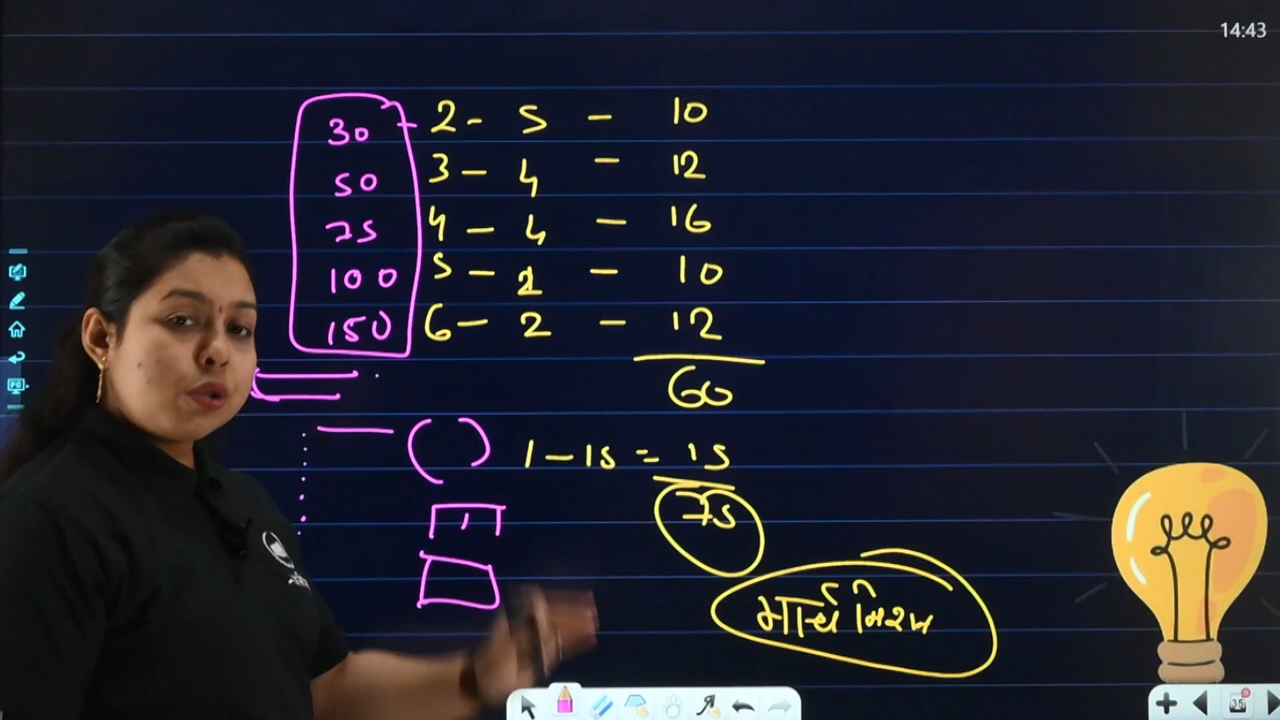 14:43
30 - 2 - 5 - 10
50 3 - 4 - 12
75 4 - 4 - 16
100 5 - 2 - 10
150 6 - 2 - 12
60
( ) 1 - 15 = 15
75